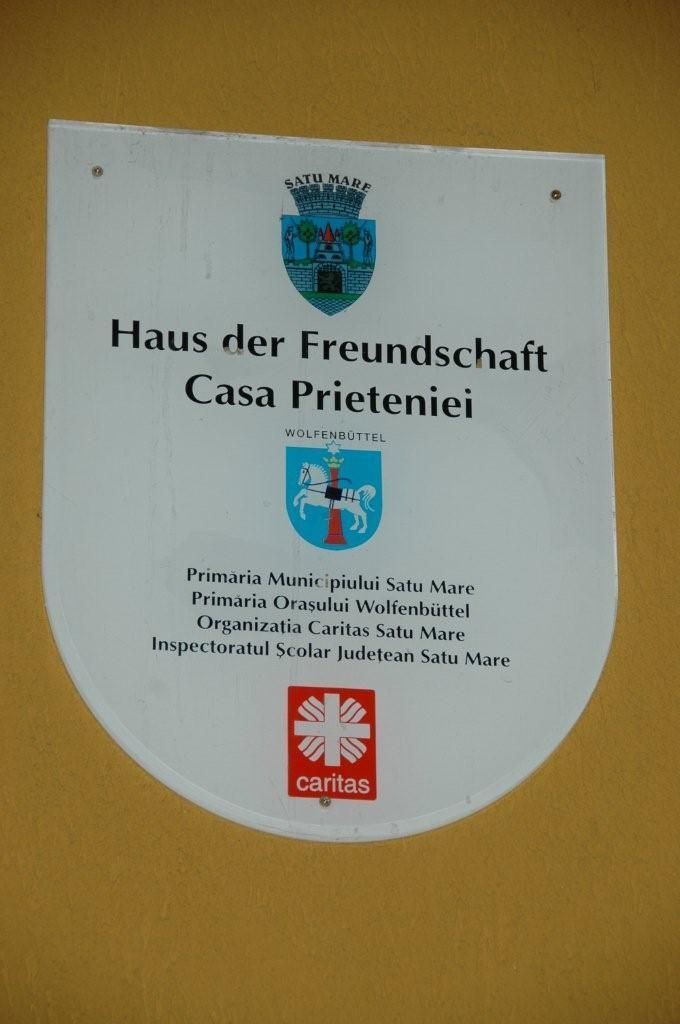 SATU MARE
Haus der Freundschaft
Casa Prieteniei
WOLFENBÜTTEL
Primăria Municipiului Satu Mare
Primăria Orașului Wolfenbüttel
Organizația Caritas Satu Mare
Inspectoratul Școlar Județean Satu Mare
caritas